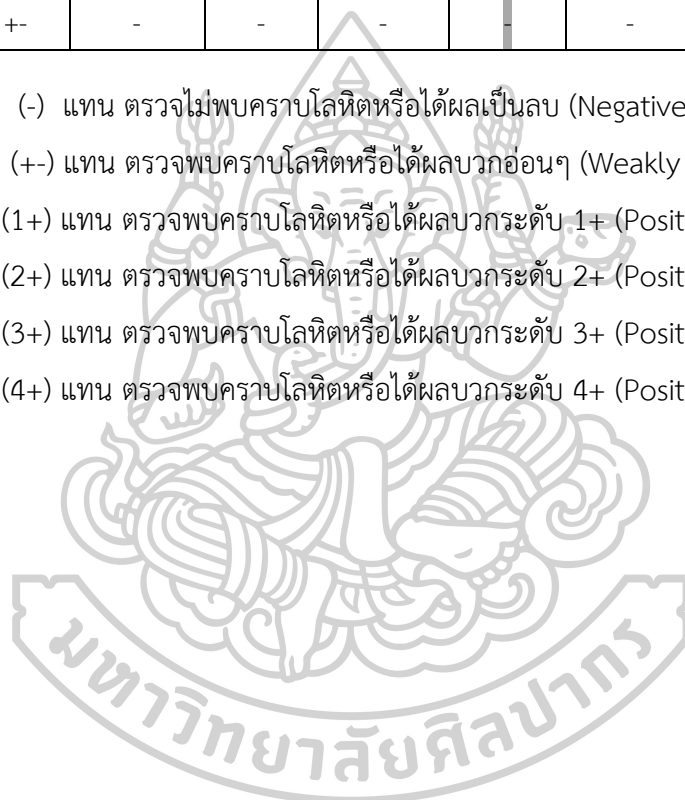 +- - - - - -
(-) แทน ตรวจไม่พบคราบโลหิตหรือได้ผลเป็นลบ (Negative
(+-) แทน ตรวจพบคราบโลหิตหรือได้ผลบวกอ่อนๆ (Weakly
(1+) แทน ตรวจพบคราบโลหิตหรือได้ผลบวกระดับ 1+ (Posit
(2+) แทน ตรวจพบคราบโลหิตหรือได้ผลบวกระดับ 2+ (Posit
(3+) แทน ตรวจพบคราบโลหิตหรือได้ผลบวกระดับ 3+ (Posit
(4+) แทน ตรวจพบคราบโลหิตหรือได้ผลบวกระดับ 4+ (Posit
มหาวิทยาลัยศิลปากร